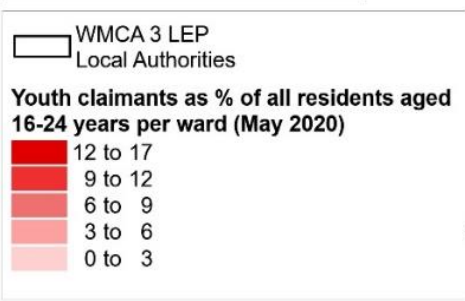 WMCA 3 LEP
Local Authorities
Youth claimants as % of all residents aged
16-24 years per ward (May 2020)
12 to 17
9 to 12
6 to 9
3 to 6
0 to 3